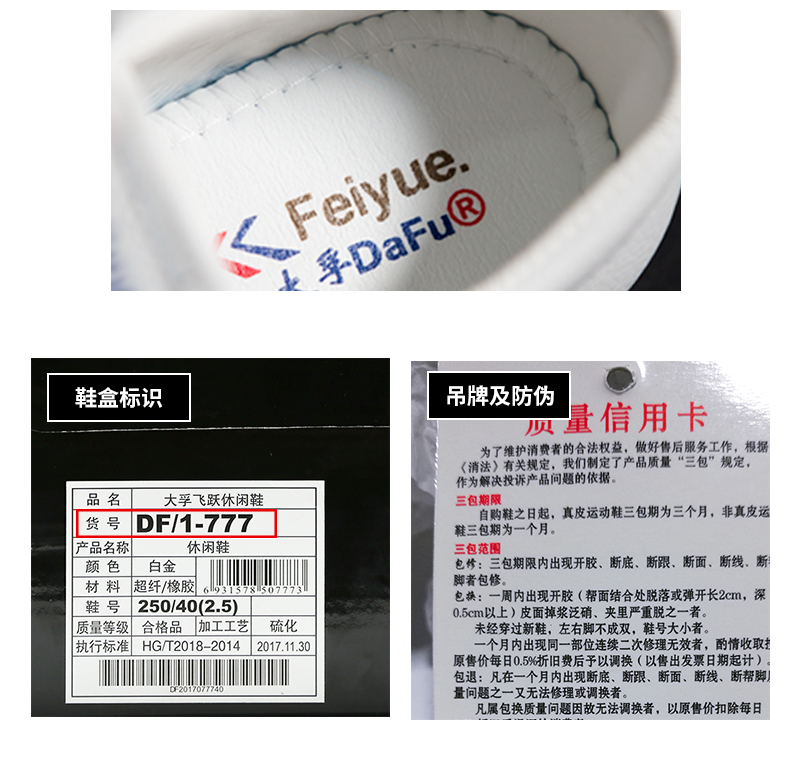 Feiyue.
大孚DaFu®
鞋盒标识
品 名 大孚飞跃休闲鞋
货 号 DF/1-777
产品名称 休闲鞋
颜 色 白金
材 料 超纤/橡胶
6 931578 507773
鞋 号 250/40(2.5)
质量等级 合格品 加工工艺 硫化
执行标准 HG/T2018-2014 2017.11.30
DF2017077740
吊牌及防伪
质量信用卡
为了维护消费者的合法权益，做好售后服务工作，根据
《消法》有关规定，我们制定了产品质量“三包”规定，
作为解决投诉产品问题的依据。
三包期限
自购鞋之日起，真皮运动鞋三包期为三个月，非真皮运
鞋三包期为一个月。
三包范围
包修：三包期限内出现开胶、断底、断跟、断面、断线。断
脚者包修。
包换：一周内出现开胶（帮面结合处脱落或弹开长2cm，深
0.5cm以上）皮面掉浆泛硝、夹里严重脱之一者。
未经穿过新鞋，左右脚不成双，鞋号大小者。
一个月内出现同一部位连续二次修理无效者，酌情收取
原售价每日0.5%折旧费后予以调换（以售出发票日期起计）。
包退：凡在一个月内出现断底、断跟、断面、断线、断帮脚
量问题之一又无法修理或调换者。
凡属包换质量问题因故无法调换者，以原售价扣除每日